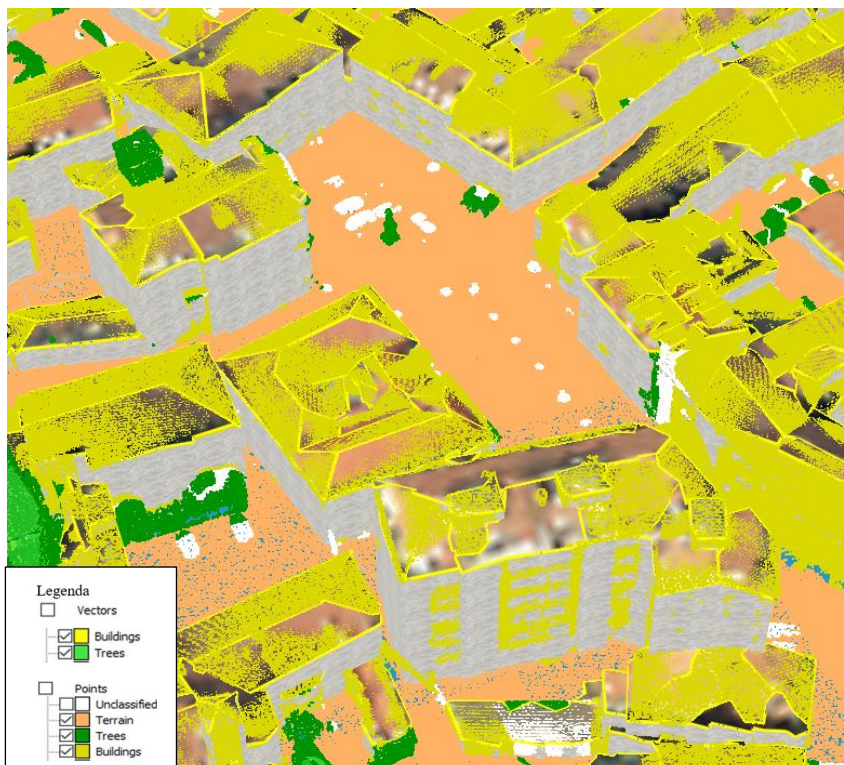 Legenda
Vectors
Buildings
Trees
Points
Unclassified
Terrain
Trees
Buildings